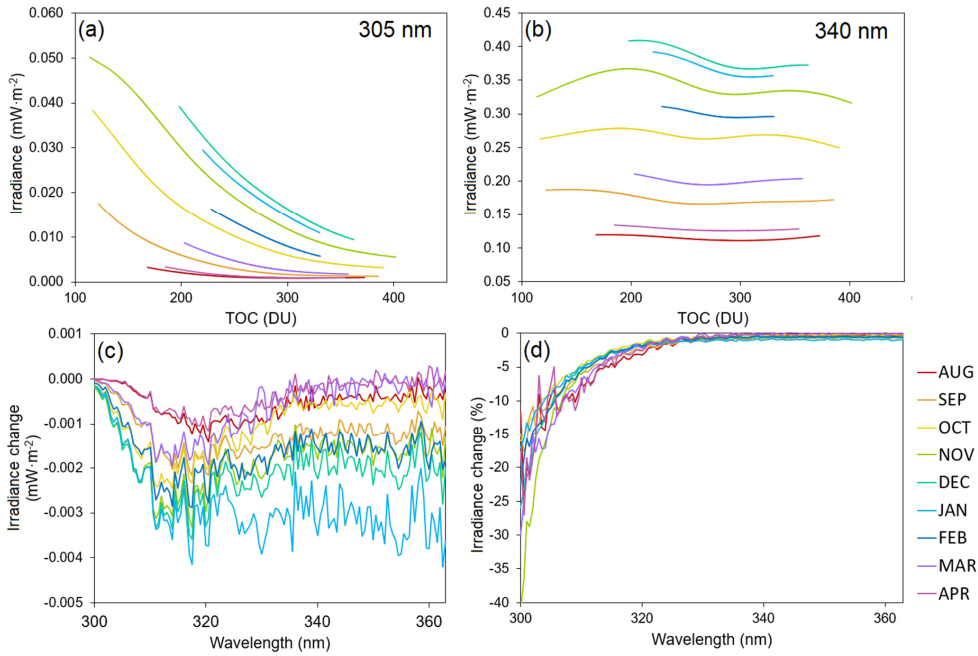 (a) 305 nm
0.060
0.050
0.040
0.030
0.020
0.010
0.000
Irradiance (mW·m⁻²)
100 200 300 400
TOC (DU)
(b) 340 nm
0.45
0.40
0.35
0.30
0.25
0.20
0.15
0.10
0.05
Irradiance (mW·m⁻²)
100 200 300 400
TOC (DU)
(c)
0.001
0.000
-0.001
-0.002
-0.003
-0.004
-0.005
Irradiance change
(mW·m⁻²)
300 320 340 360
Wavelength (nm)
(d)
0
-5
-10
-15
-20
-25
-30
-35
-40
Irradiance change (%)
300 320 340 360
Wavelength (nm)
AUG
SEP
OCT
NOV
DEC
JAN
FEB
MAR
APR